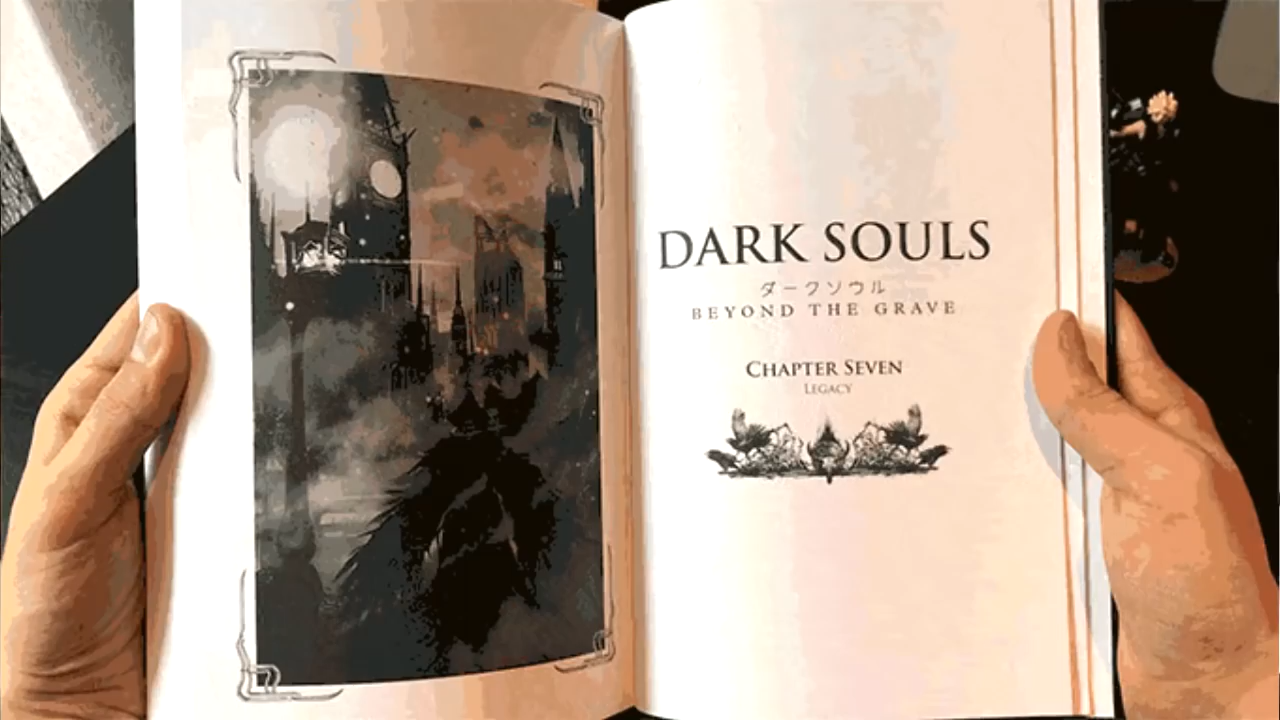 DARK SOULS
ダークソウル
BEYOND THE GRAVE
CHAPTER SEVEN
LEGACY